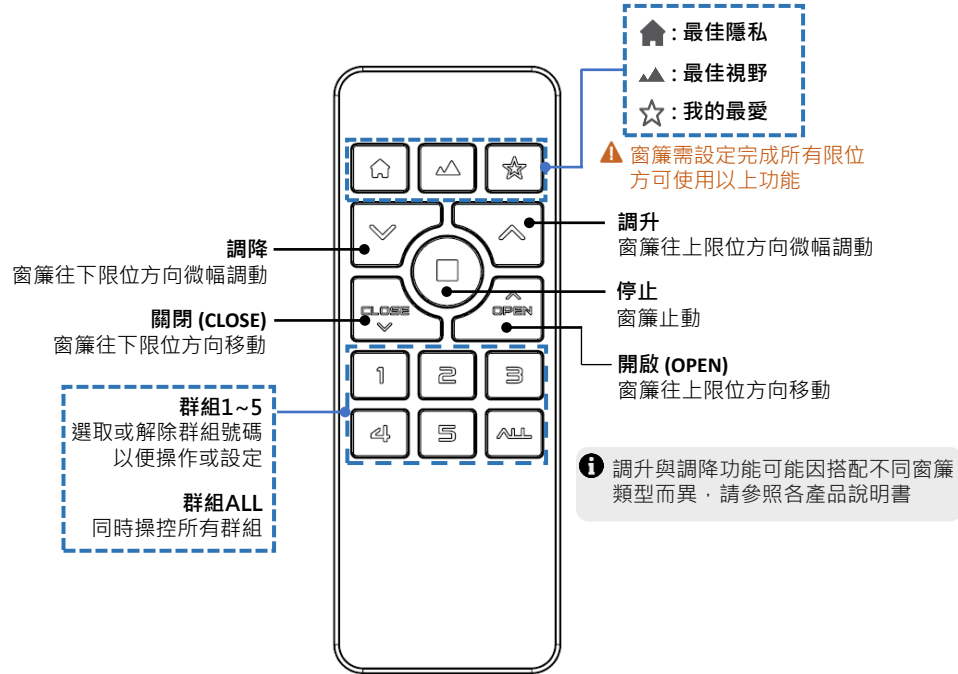 : 最佳隱私
: 最佳視野
: 我的最愛
窗簾需設定完成所有限位
方可使用以上功能
調升
窗簾往上限位方向微幅調動
調降
窗簾往下限位方向微幅調動
停止
窗簾止動
關閉 (CLOSE)
窗簾往下限位方向移動
開啟 (OPEN)
窗簾往上限位方向移動
CLOSE
OPEN
1 2 3
4 5 ALL
群組1~5
選取或解除群組號碼
以便操作或設定
群組ALL
同時操控所有群組
調升與調降功能可能因搭配不同窗簾
類型而異，請參照各產品說明書